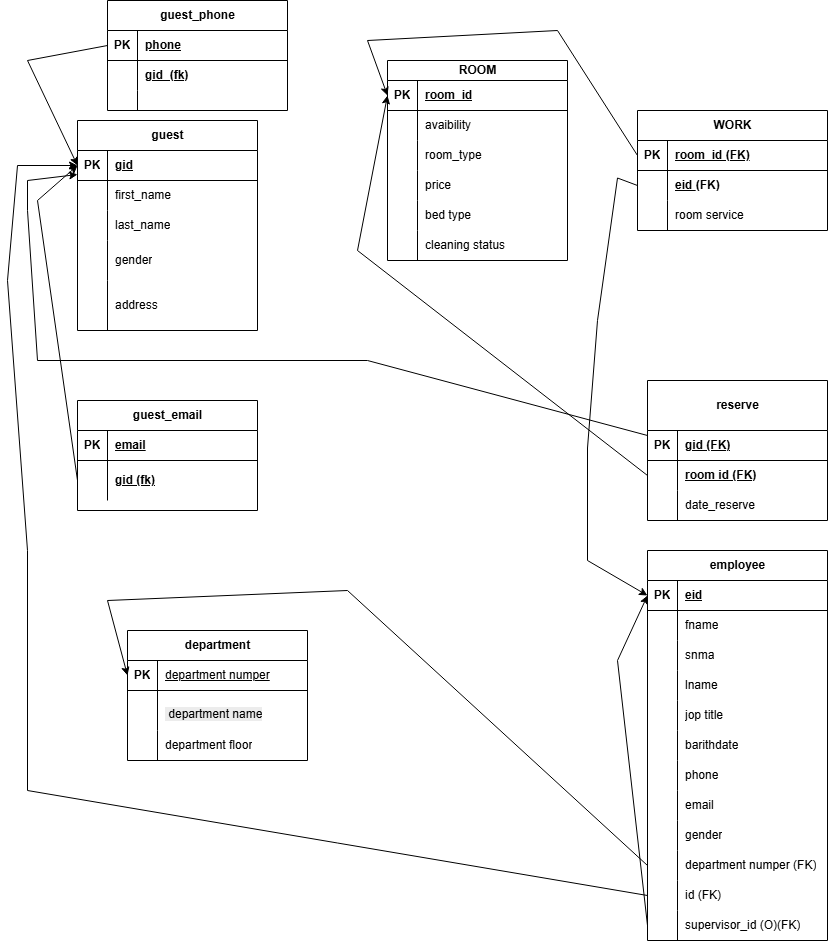 guest_phone
PK phone
gid (fk)
guest
PK gid
first_name
last_name
gender
address
ROOM
PK room_id
avaibility
room_type
price
bed type
cleaning status
WORK
PK room_id (FK)
eid (FK)
room service
guest_email
PK email
gid (fk)
reserve
PK gid (FK)
room id (FK)
date_reserve
department
PK department numper
department name
department floor
employee
PK eid
fname
snma
lname
jop title
barithdate
phone
email
gender
department numper (FK)
id (FK)
supervisor_id (O)(FK)